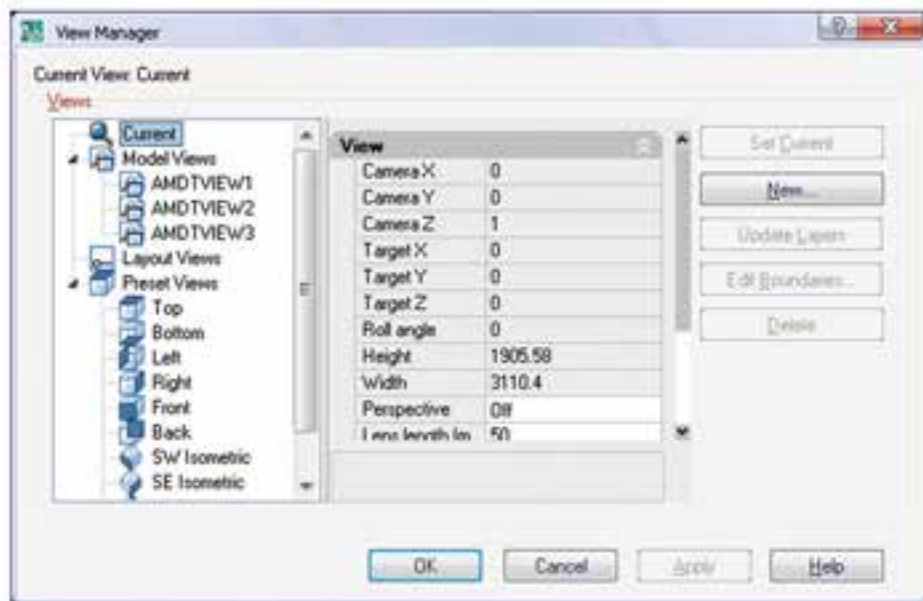 View Manager
Current View: Current
Views
Current
Model Views
AMDTVIEW1
AMDTVIEW2
AMDTVIEW3
Layout Views
Preset Views
Top
Bottom
Left
Right
Front
Back
SW Isometric
SE Isometric
View
Camera X 0
Camera Y 0
Camera Z 1
Target X 0
Target Y 0
Target Z 0
Roll angle 0
Height 1905.58
Width 3110.4
Perspective Off
Lens length (m 50
Set Current
New...
Update Layers
Edit Boundaries...
Delete
OK
Cancel
Apply
Help